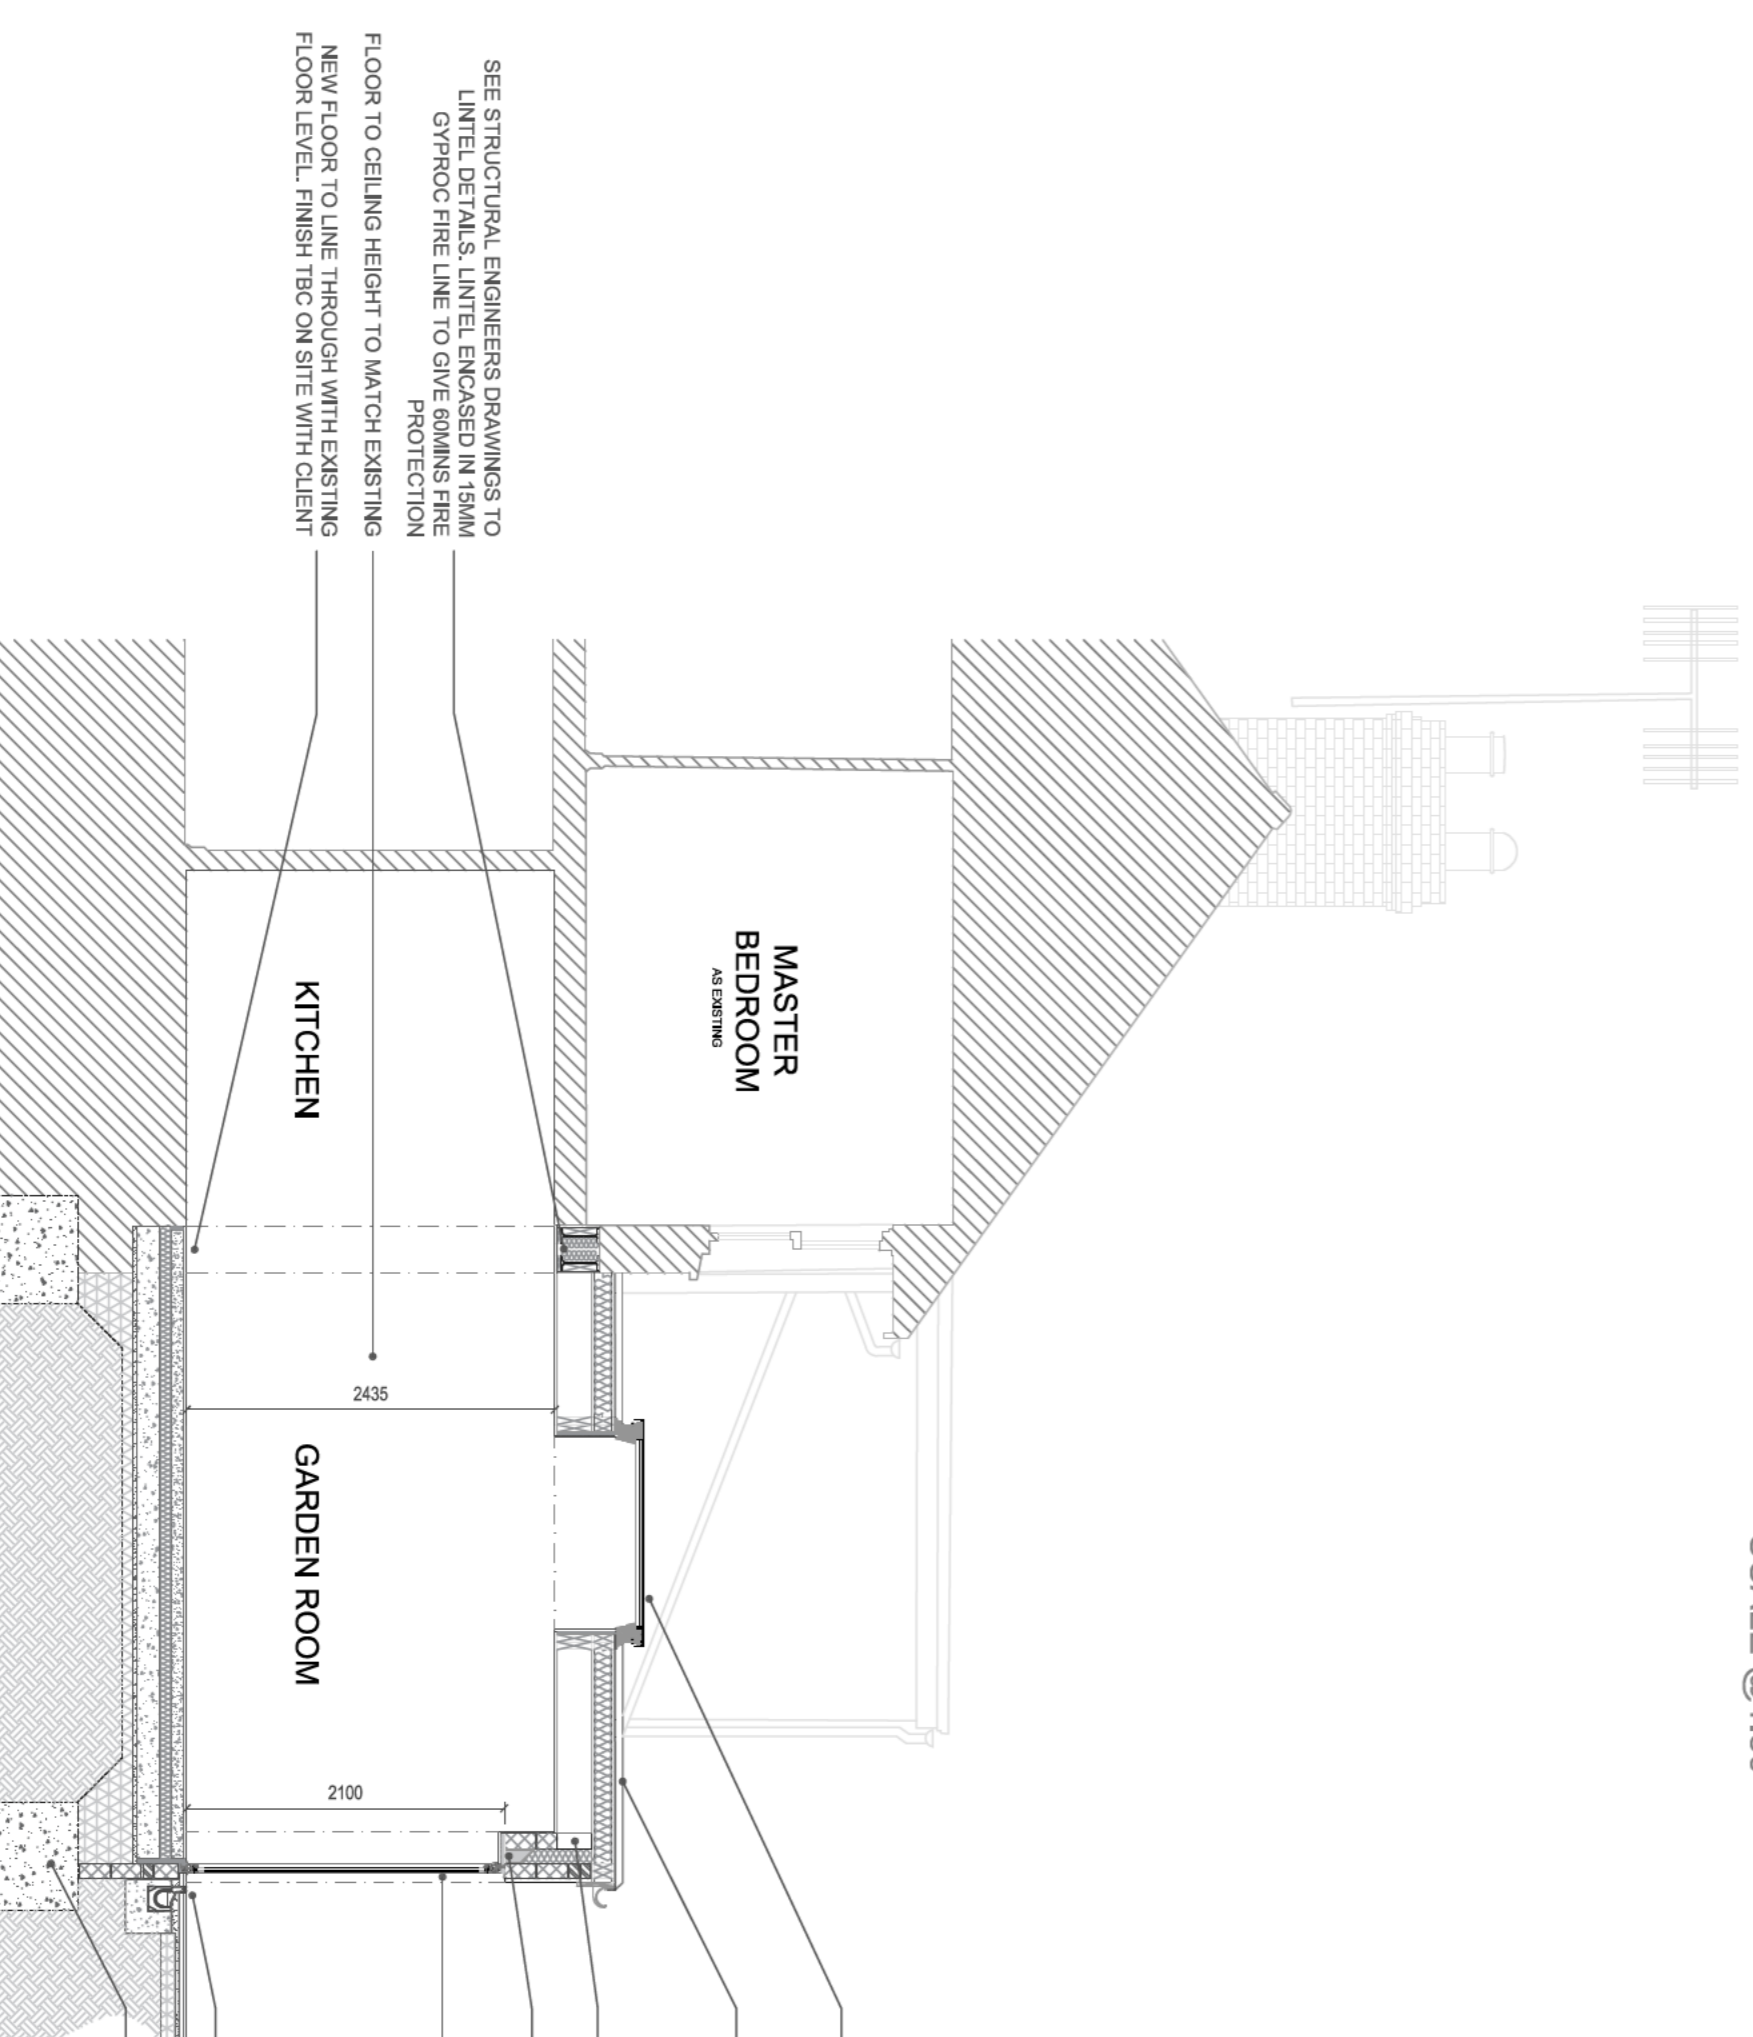 SEE STRUCTURAL ENGINEERS DRAWINGS TO
LINTEL DETAILS. LINTEL ENCASED IN 15MM
GYPROC FIRE LINE TO GIVE 60MINS FIRE
PROTECTION
FLOOR TO CEILING HEIGHT TO MATCH EXISTING
NEW FLOOR TO LINE THROUGH WITH EXISTING
FLOOR LEVEL. FINISH TBC ON SITE WITH CLIENT
MASTER
BEDROOM
AS EXISTING
KITCHEN
2435
GARDEN ROOM
2100